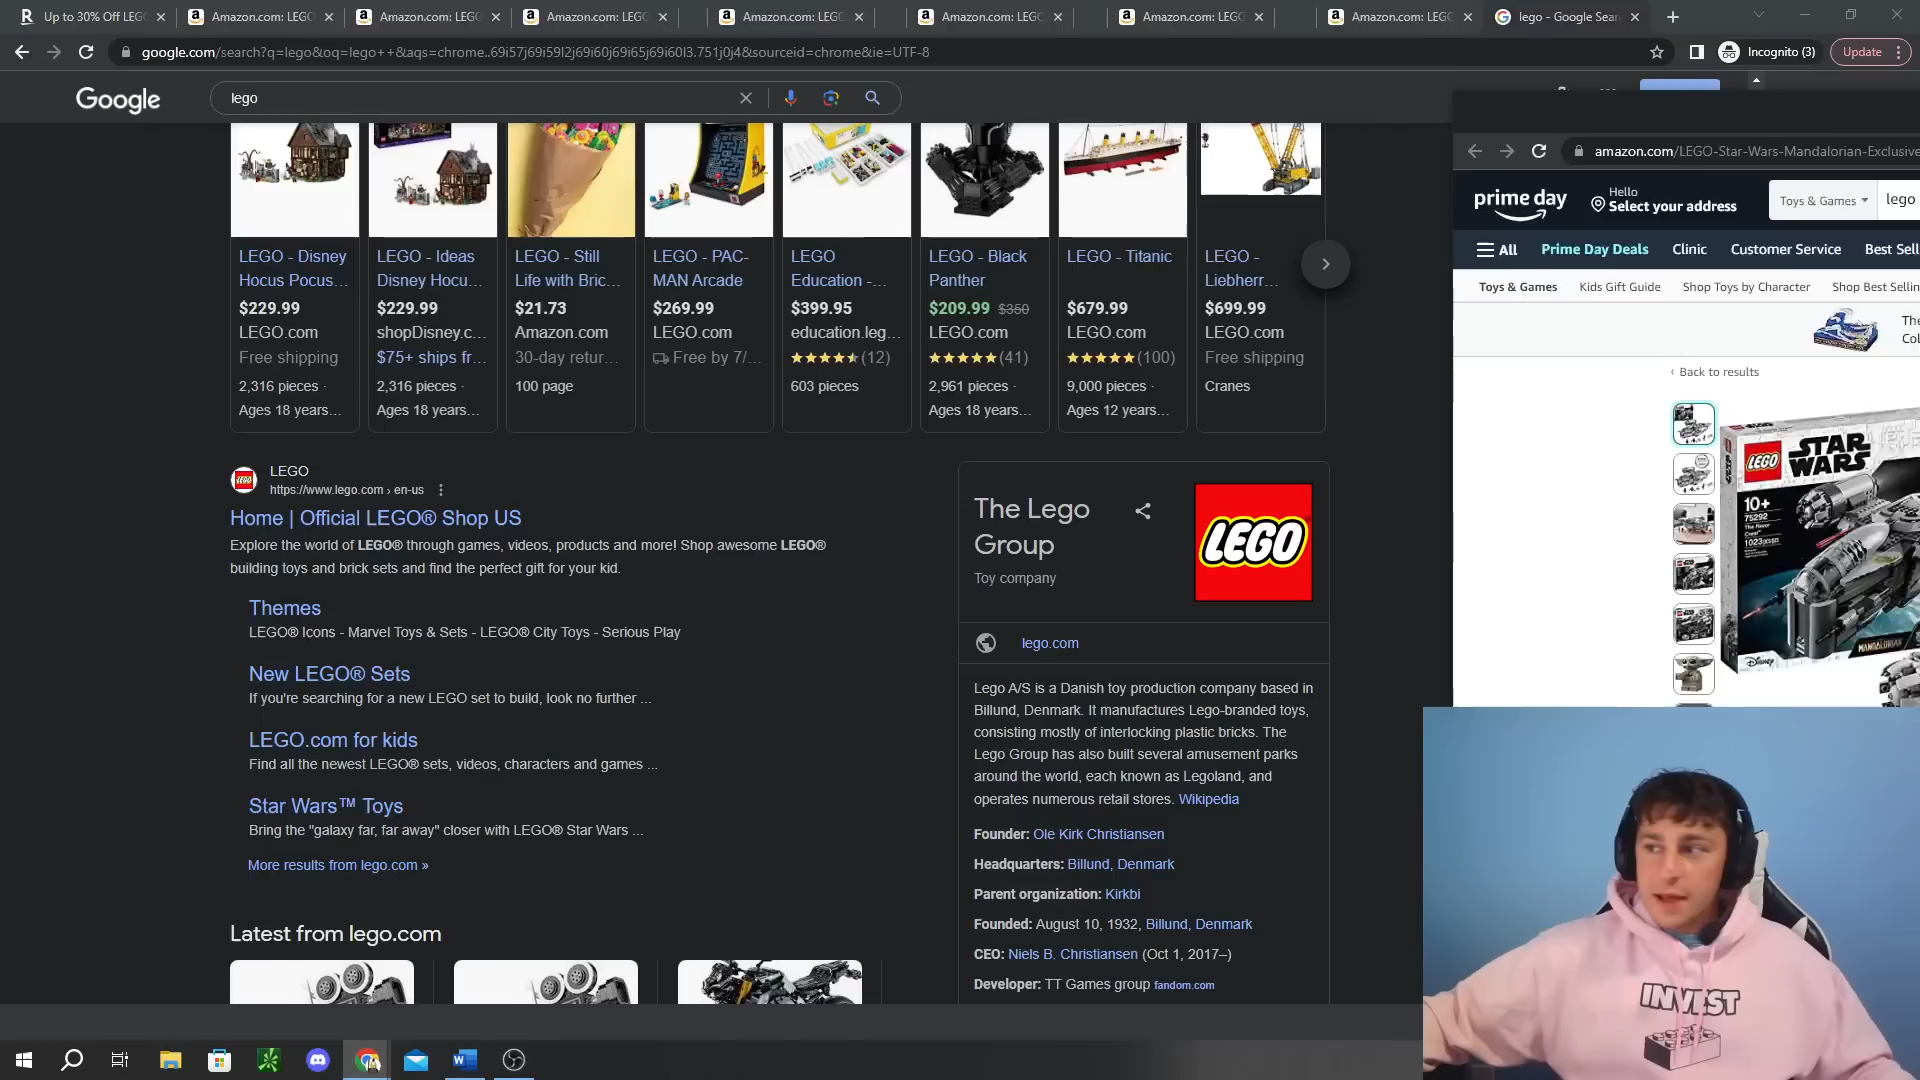 Up to 30% Off LEGO
Amazon.com: LEGO
Amazon.com: LEGO
Amazon.com: LEGO
Amazon.com: LEGO
Amazon.com: LEGO
Amazon.com: LEGO
Amazon.com: LEGO
lego - Google Sear
google.com/search?q=lego&oq=lego++&aqs=chrome..69i57j69i59l2j69i60j69i65j69i60l3.751j0j4&sourceid=chrome&ie=UTF-8
Incognito (3)
Update
Google
lego
LEGO - Disney
Hocus Pocus...
$229.99
LEGO.com
Free shipping
2,316 pieces ·
Ages 18 years...
LEGO - Ideas
Disney Hocu...
$229.99
shopDisney.c...
$75+ ships fr...
2,316 pieces ·
Ages 18 years...
LEGO - Still
Life with Bric...
$21.73
Amazon.com
30-day retur...
100 page
LEGO - PAC-
MAN Arcade
$269.99
LEGO.com
Free by 7/...
LEGO
Education -...
$399.95
education.leg...
(12)
603 pieces
LEGO - Black
Panther
$209.99 $350
LEGO.com
(41)
2,961 pieces ·
Ages 18 years...
LEGO - Titanic
$679.99
LEGO.com
(100)
9,000 pieces ·
Ages 12 years...
LEGO -
Liebherr...
$699.99
LEGO.com
Free shipping
Cranes
LEGO
LEGO
https://www.lego.com › en-us
Home | Official LEGO® Shop US
Explore the world of LEGO® through games, videos, products and more! Shop awesome LEGO®
building toys and brick sets and find the perfect gift for your kid.
Themes
LEGO® Icons - Marvel Toys & Sets - LEGO® City Toys - Serious Play
New LEGO® Sets
If you're searching for a new LEGO set to build, look no further ...
LEGO.com for kids
Find all the newest LEGO® sets, videos, characters and games ...
Star Wars™ Toys
Bring the "galaxy far, far away" closer with LEGO® Star Wars ...
More results from lego.com »
Latest from lego.com
The Lego
Group
Toy company
LEGO
lego.com
Lego A/S is a Danish toy production company based in
Billund, Denmark. It manufactures Lego-branded toys,
consisting mostly of interlocking plastic bricks. The
Lego Group has also built several amusement parks
around the world, each known as Legoland, and
operates numerous retail stores. Wikipedia
Founder: Ole Kirk Christiansen
Headquarters: Billund, Denmark
Parent organization: Kirkbi
Founded: August 10, 1932, Billund, Denmark
CEO: Niels B. Christiansen (Oct 1, 2017–)
Developer: TT Games group fandom.com
amazon.com/LEGO-Star-Wars-Mandalorian-Exclusive
prime day
Hello
Select your address
Toys & Games
lego
All
Prime Day Deals
Clinic
Customer Service
Best Sell
Toys & Games
Kids Gift Guide
Shop Toys by Character
Shop Best Sellin
The
Col
‹ Back to results
LEGO
STAR
WARS
10+
75292
The Razor
Crest
1023 pcs/pzs
Disney
MANDALORIAN
INVEST